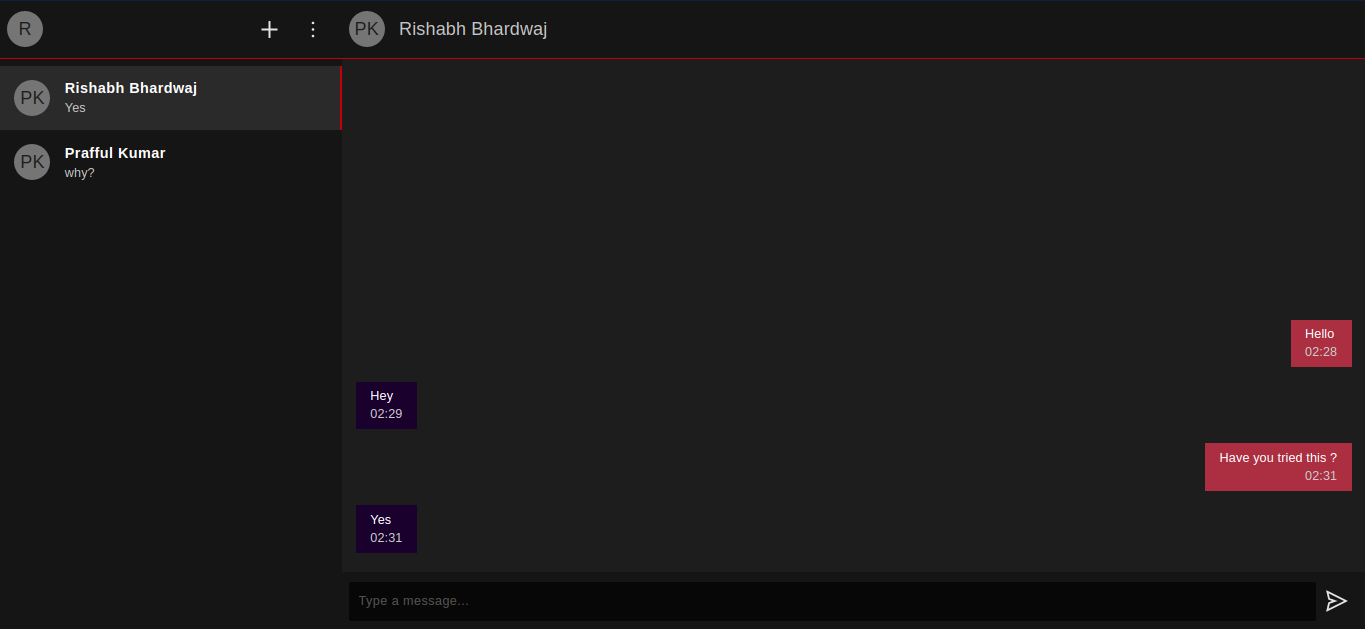 R
PK Rishabh Bhardwaj
PK
Rishabh Bhardwaj
Yes
PK
Prafful Kumar
why?
Hello
02:28
Hey
02:29
Have you tried this ?
02:31
Yes
02:31
Type a message...